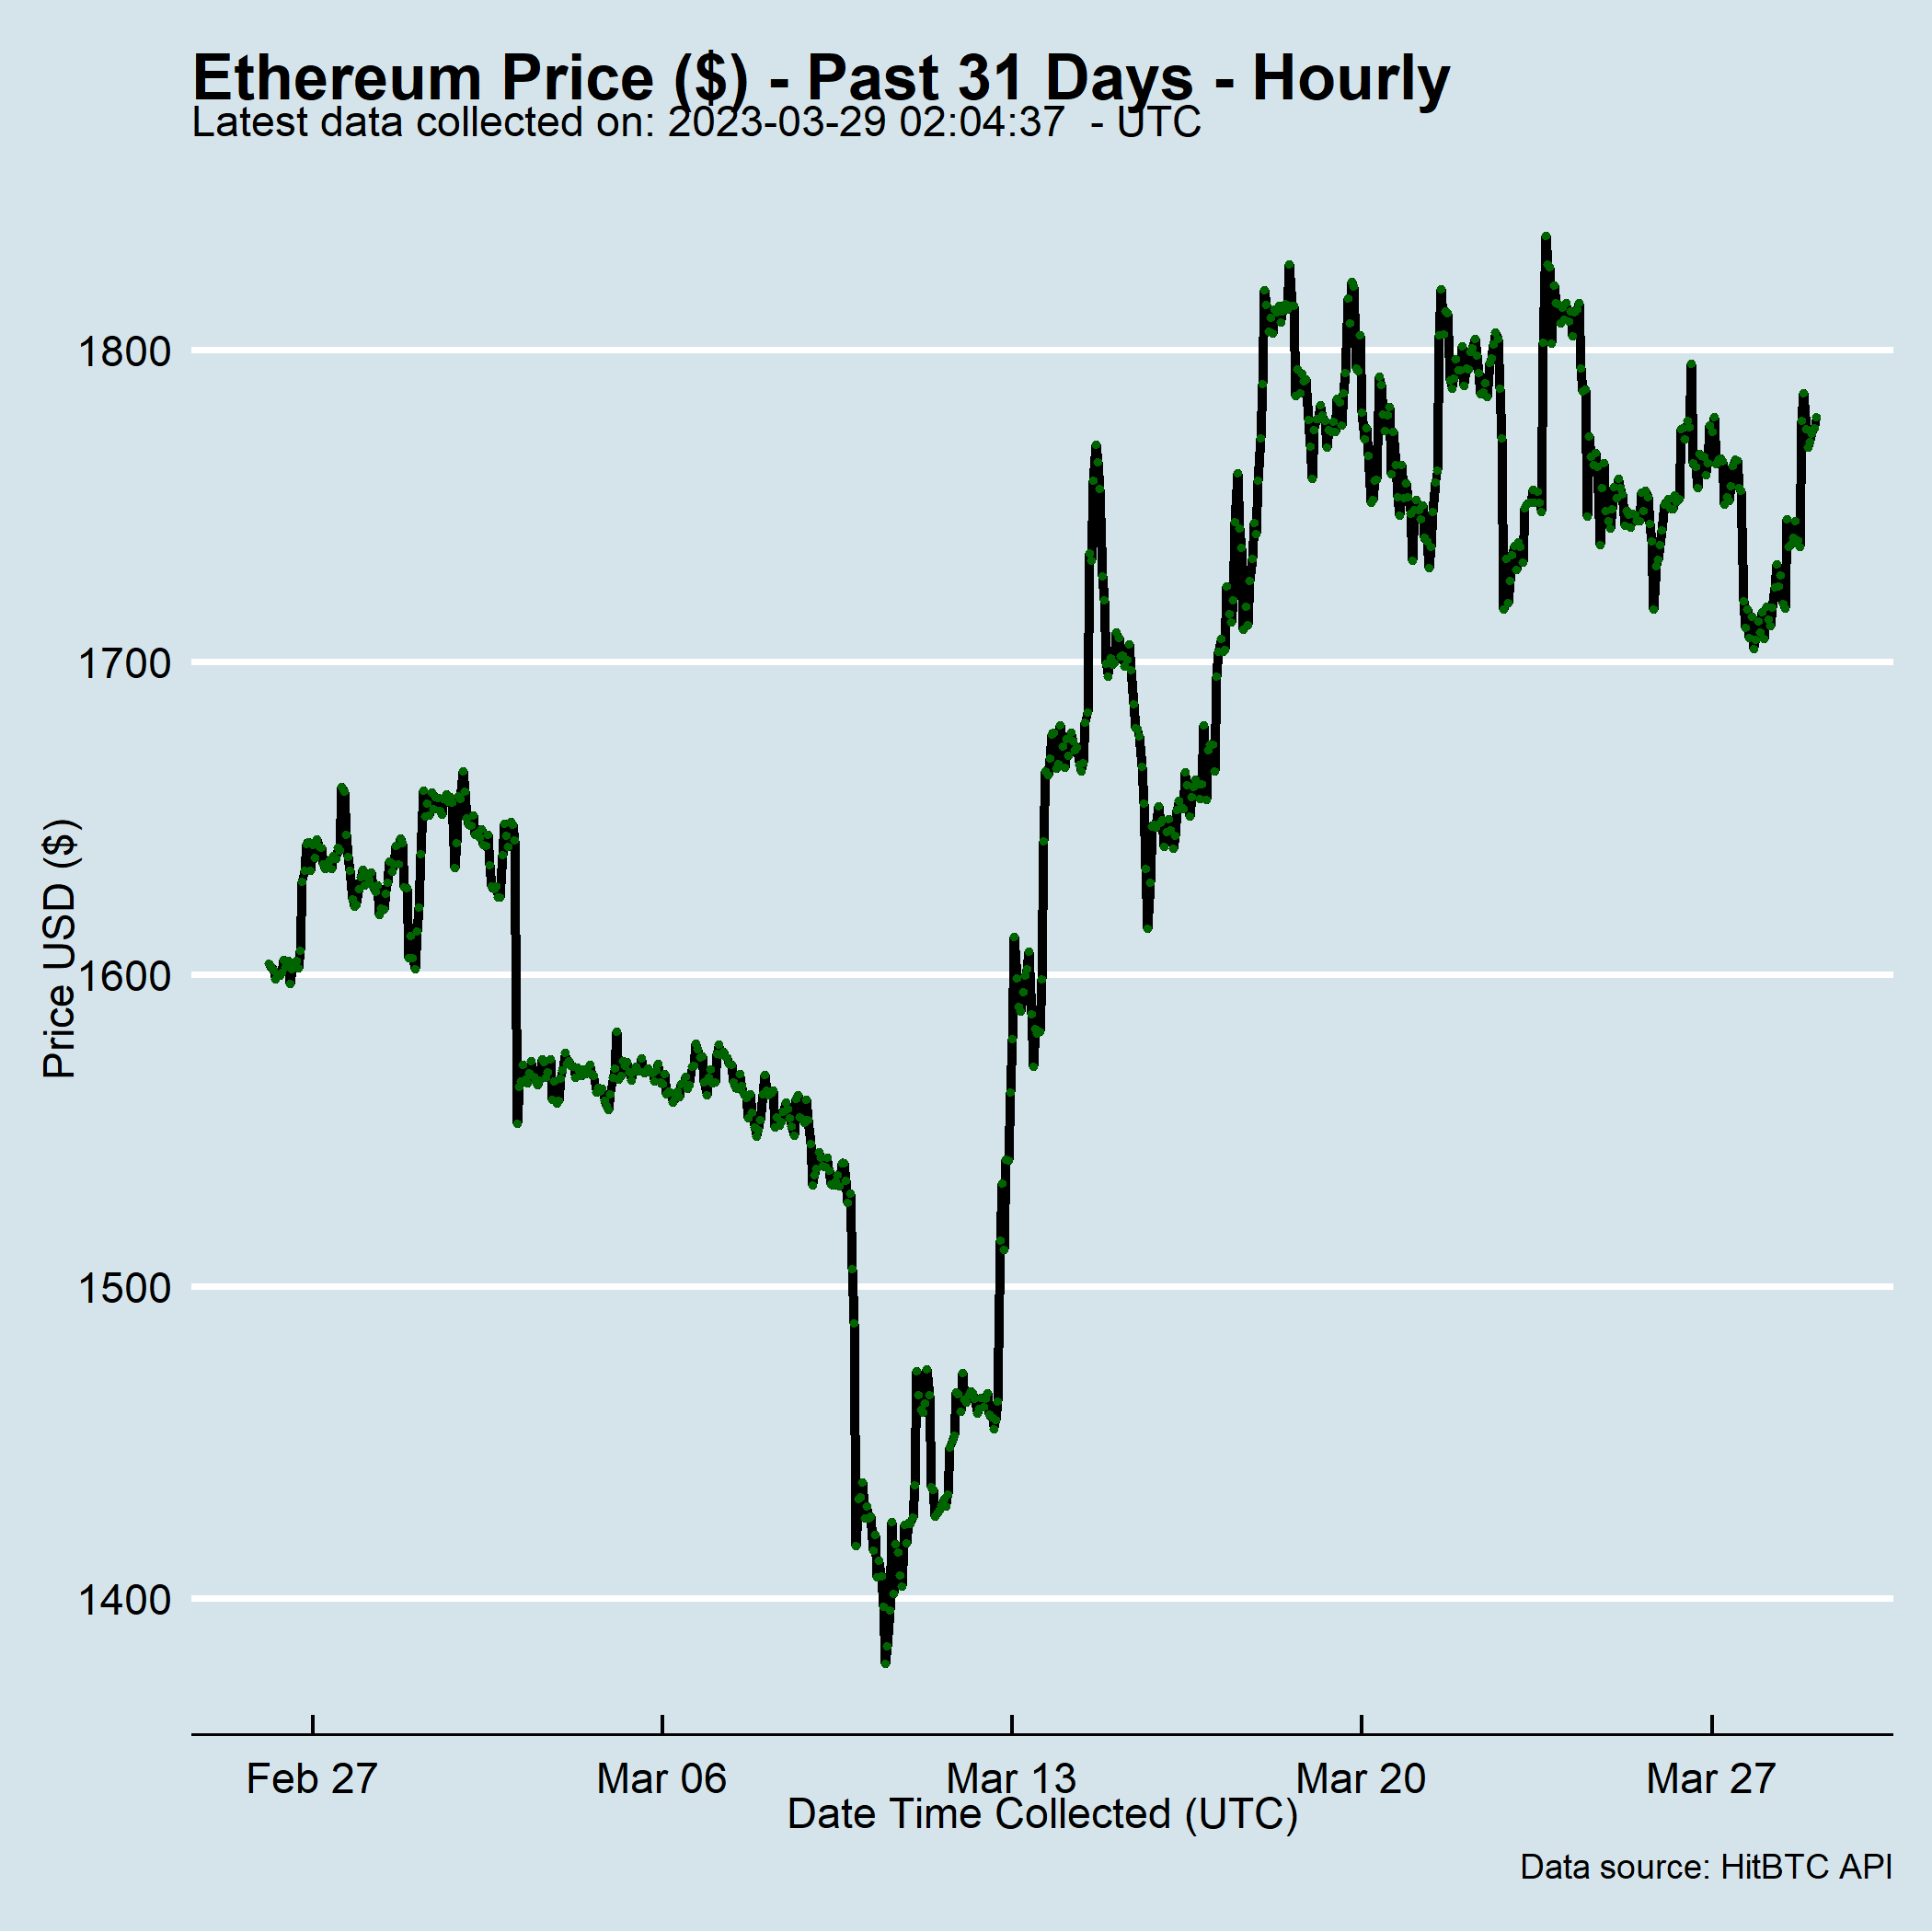 Ethereum Price ($) - Past 31 Days - Hourly
Latest data collected on: 2023-03-29 02:04:37  - UTC
Price USD ($)
1800
1700
1600
1500
1400
Feb 27
Mar 06
Mar 13
Mar 20
Mar 27
Date Time Collected (UTC)
Data source: HitBTC API